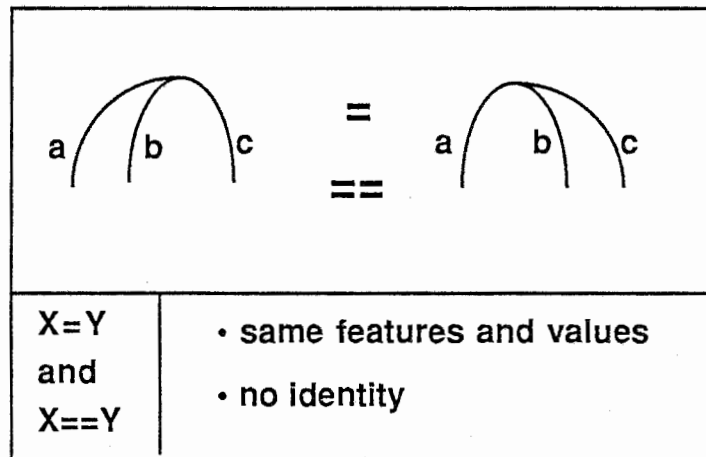 a b c = a b c
==
X=Y
and
X==Y
• same features and values
• no identity